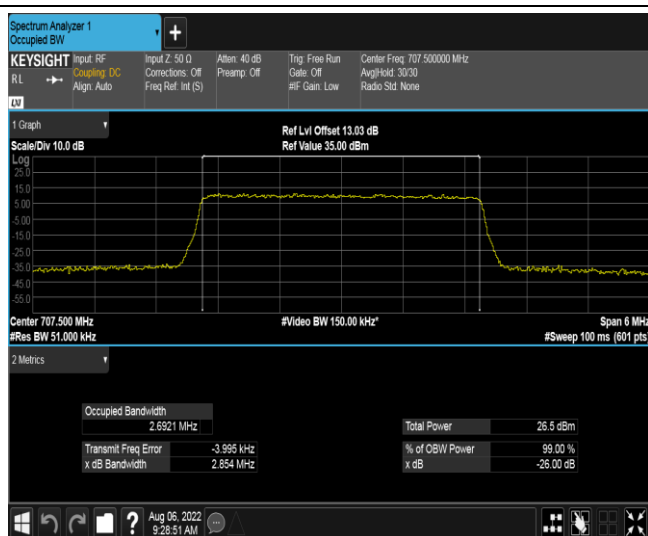 Spectrum Analyzer 1
Occupied BW
+
KEYSIGHT
RL
LXI
Input: RF
Coupling: DC
Align: Auto
Input Z: 50 Ω
Corrections: Off
Freq Ref: Int (S)
Atten: 40 dB
Preamp: Off
Trig: Free Run
Gate: Off
#IF Gain: Low
Center Freq: 707.500000 MHz
Avg|Hold: 30/30
Radio Std: None
1 Graph
Scale/Div 10.0 dB
Ref Lvl Offset 13.03 dB
Ref Value 35.00 dBm
Log
25.0
15.0
5.00
-5.00
-15.0
-25.0
-35.0
-45.0
-55.0
Center 707.500 MHz
#Res BW 51.000 kHz
#Video BW 150.00 kHz*
Span 6 MHz
#Sweep 100 ms (601 pts)
2 Metrics
Occupied Bandwidth
2.6921 MHz
Transmit Freq Error -3.995 kHz
x dB Bandwidth 2.854 MHz
Total Power 26.5 dBm
% of OBW Power 99.00 %
x dB -26.00 dB
?
Aug 06, 2022
9:28:51 AM